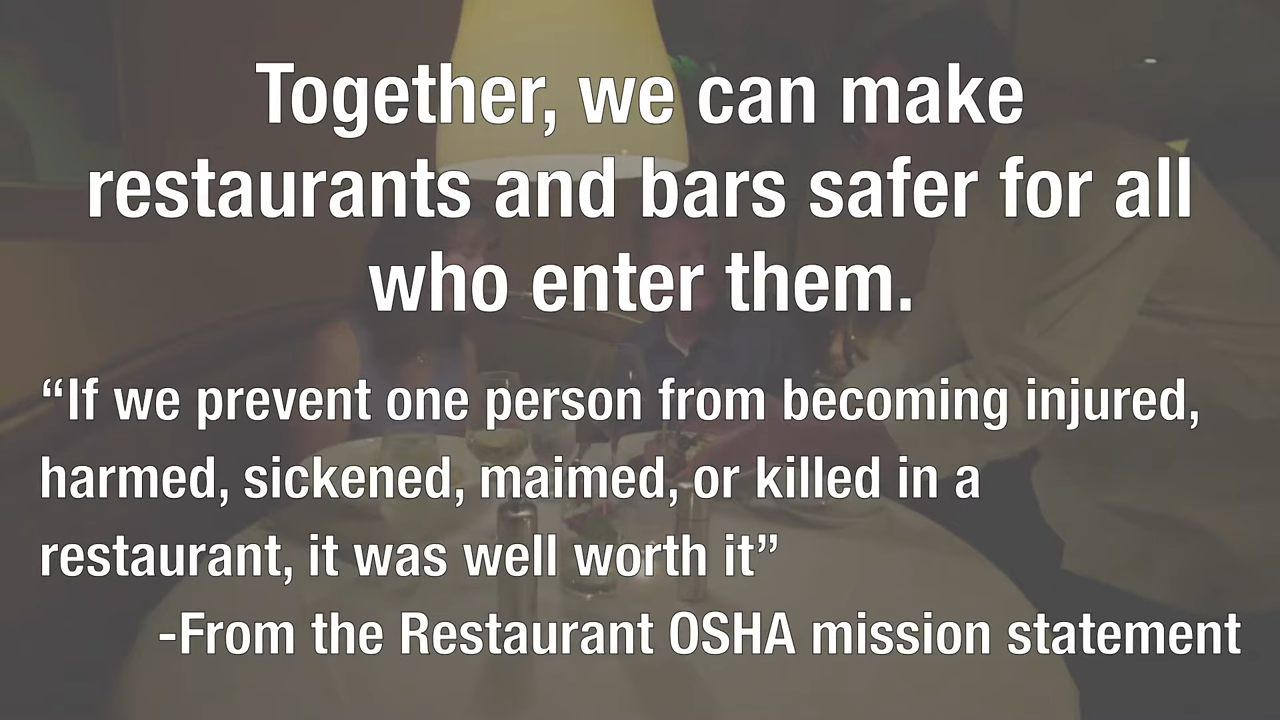 Together, we can make
restaurants and bars safer for all
who enter them.
“If we prevent one person from becoming injured,
harmed, sickened, maimed, or killed in a
restaurant, it was well worth it”
-From the Restaurant OSHA mission statement